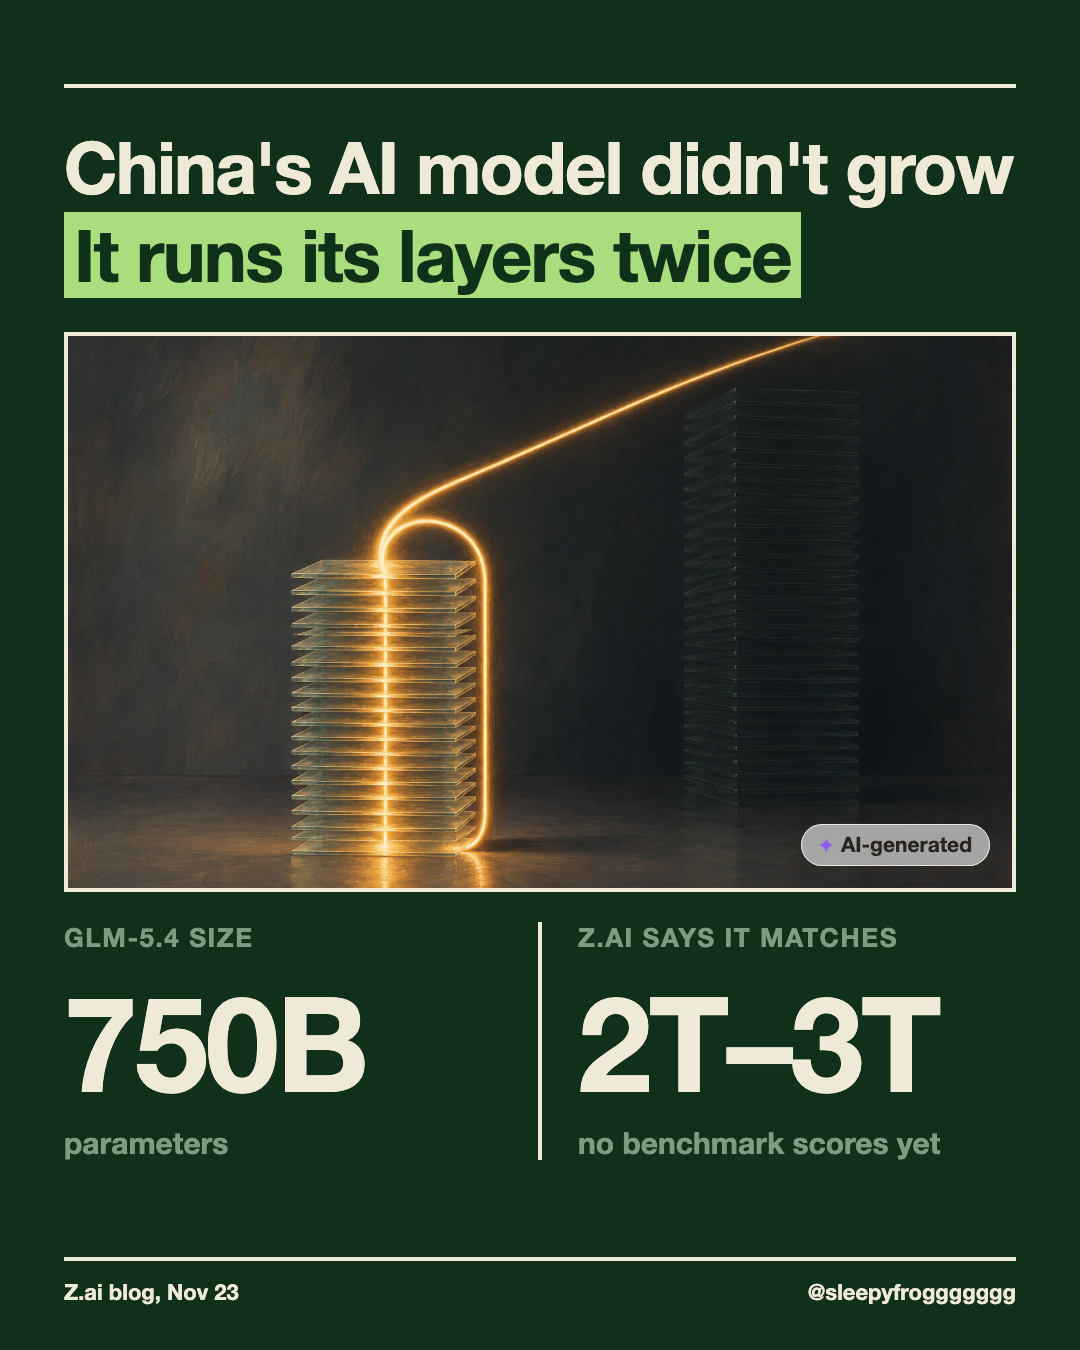 China's AI model didn't grow
It runs its layers twice
✦ AI-generated
GLM-5.4 SIZE
750B
parameters
Z.AI SAYS IT MATCHES
2T–3T
no benchmark scores yet
Z.ai blog, Nov 23
@sleepyfrogggggggg